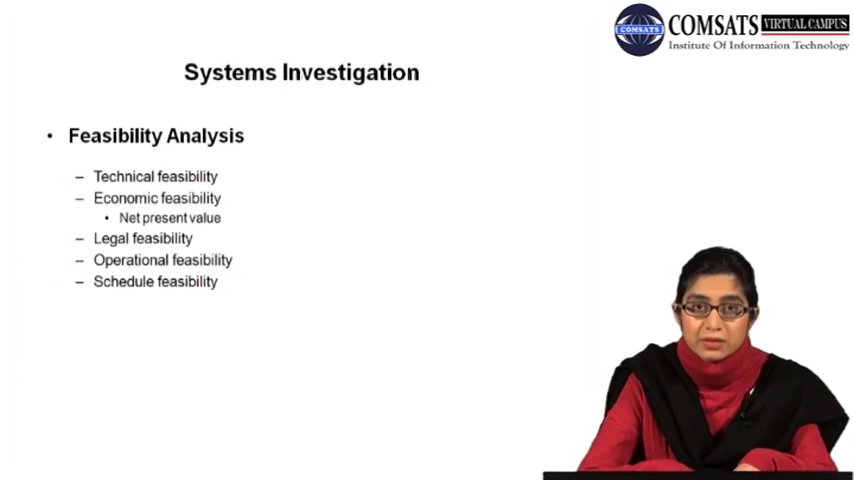 COMSATS VIRTUAL CAMPUS
COMSATS
Institute Of Information Technology
Systems Investigation
• Feasibility Analysis
– Technical feasibility
– Economic feasibility
• Net present value
– Legal feasibility
– Operational feasibility
– Schedule feasibility